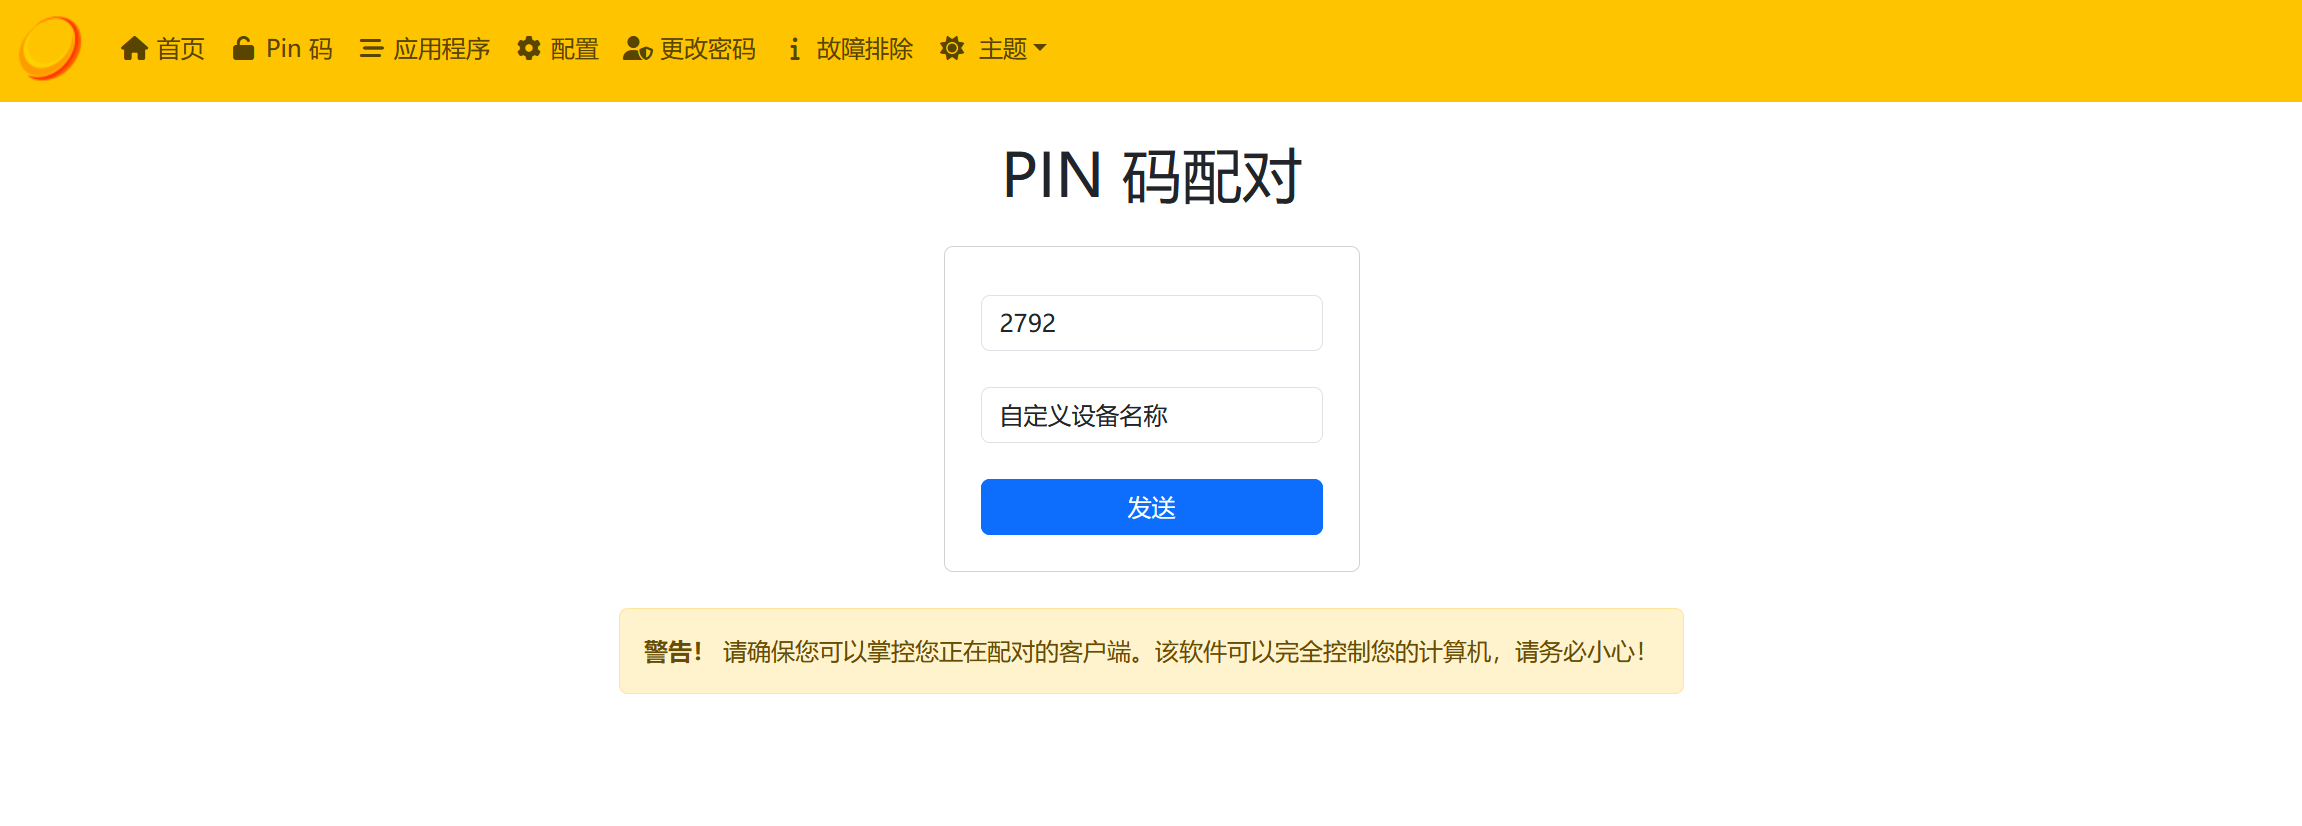 首页 Pin 码 应用程序 配置 更改密码 故障排除 主题
PIN 码配对
2792
自定义设备名称
发送
警告！ 请确保您可以掌控您正在配对的客户端。该软件可以完全控制您的计算机，请务必小心！